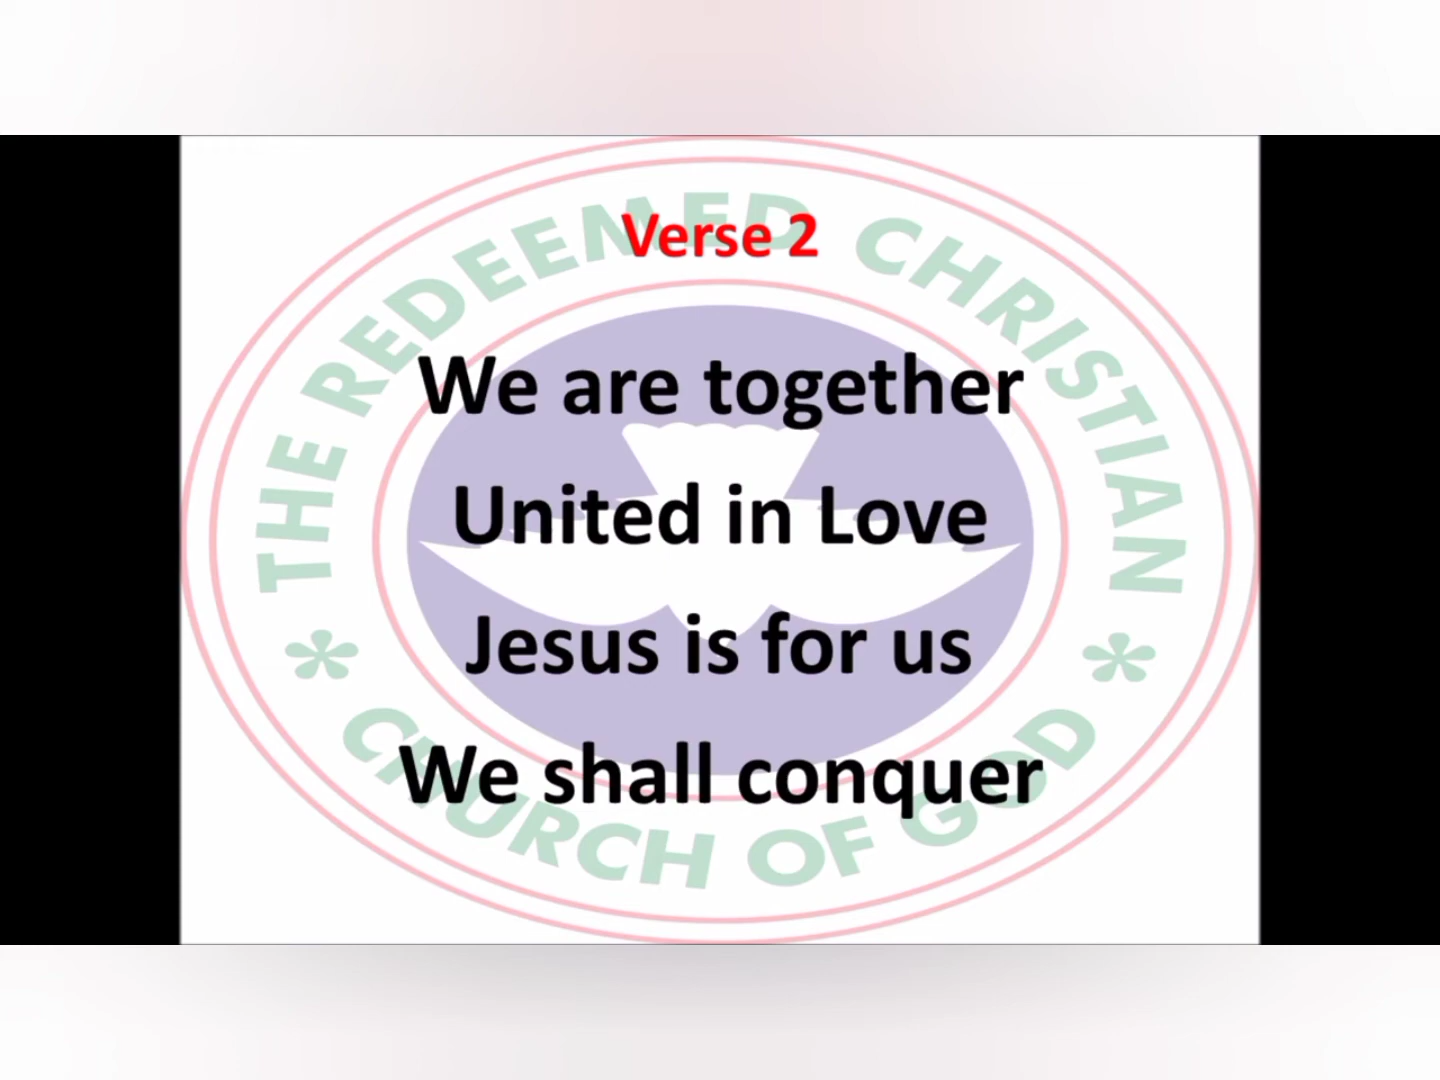 THE REDEEMED CHRISTIAN
Verse 2
We are together
United in Love
Jesus is for us
We shall conquer
* CHURCH OF GOD *